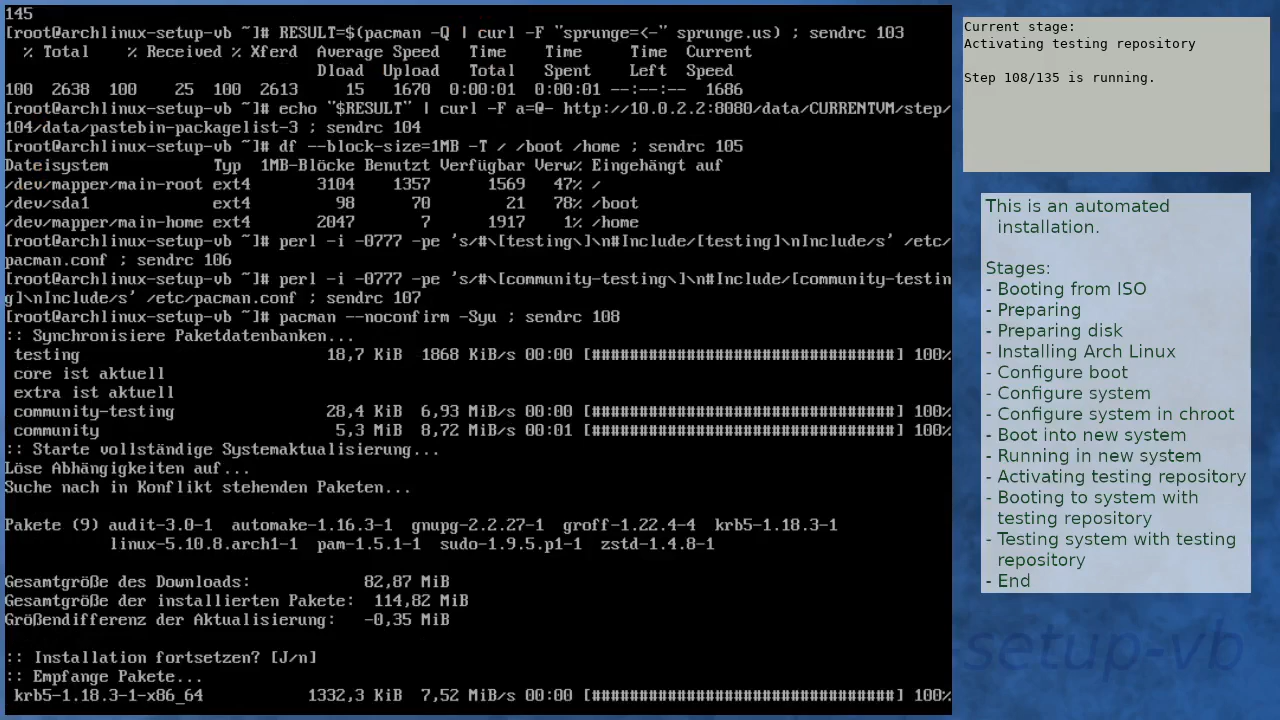 145
[root@archlinux-setup-vb ~]# RESULT=$(pacman -Q | curl -F "sprunge=<-" sprunge.us) ; sendrc 103
  % Total    % Received % Xferd  Average Speed   Time    Time     Time  Current
                                 Dload  Upload   Total   Spent    Left  Speed
100  2638  100    25  100  2613     15   1670  0:00:01  0:00:01 --:--:--  1686
[root@archlinux-setup-vb ~]# echo "$RESULT" | curl -F a=@- http://10.0.2.2:8080/data/CURRENTVM/step/
104/data/pastebin-packagelist-3 ; sendrc 104
[root@archlinux-setup-vb ~]# df --block-size=1MB -T / /boot /home ; sendrc 105
Dateisystem           Typ  1MB-Blöcke Benutzt Verfügbar Verw% Eingehängt auf
/dev/mapper/main-root ext4       3104    1357      1569   47% /
/dev/sda1             ext4         98      70        21   78% /boot
/dev/mapper/main-home ext4       2047       7      1917    1% /home
[root@archlinux-setup-vb ~]# perl -i -0777 -pe 's/#\[testing\]\n#Include/[testing]\nInclude/s' /etc/
pacman.conf ; sendrc 106
[root@archlinux-setup-vb ~]# perl -i -0777 -pe 's/#\[community-testing\]\n#Include/[community-testin
g]\nInclude/s' /etc/pacman.conf ; sendrc 107
[root@archlinux-setup-vb ~]# pacman --noconfirm -Syu ; sendrc 108
:: Synchronisiere Paketdatenbanken...
 testing                 18,7 KiB  1868 KiB/s 00:00 [################################] 100%
 core ist aktuell
 extra ist aktuell
 community-testing       28,4 KiB  6,93 MiB/s 00:00 [################################] 100%
 community                5,3 MiB  8,72 MiB/s 00:01 [################################] 100%
:: Starte vollständige Systemaktualisierung...
Löse Abhängigkeiten auf...
Suche nach in Konflikt stehenden Paketen...
Pakete (9) audit-3.0-1  automake-1.16.3-1  gnupg-2.2.27-1  groff-1.22.4-4  krb5-1.18.3-1
           linux-5.10.8.arch1-1  pam-1.5.1-1  sudo-1.9.5.p1-1  zstd-1.4.8-1
Gesamtgröße des Downloads:            82,87 MiB
Gesamtgröße der installierten Pakete:  114,82 MiB
Größendifferenz der Aktualisierung:   -0,35 MiB
:: Installation fortsetzen? [J/n]
:: Empfange Pakete...
 krb5-1.18.3-1-x86_64    1332,3 KiB  7,52 MiB/s 00:00 [################################] 100%
Current stage:
Activating testing repository
Step 108/135 is running.
This is an automated
installation.
Stages:
- Booting from ISO
- Preparing
- Preparing disk
- Installing Arch Linux
- Configure boot
- Configure system
- Configure system in chroot
- Boot into new system
- Running in new system
- Activating testing repository
- Booting to system with
testing repository
- Testing system with testing
repository
- End
setup-vb